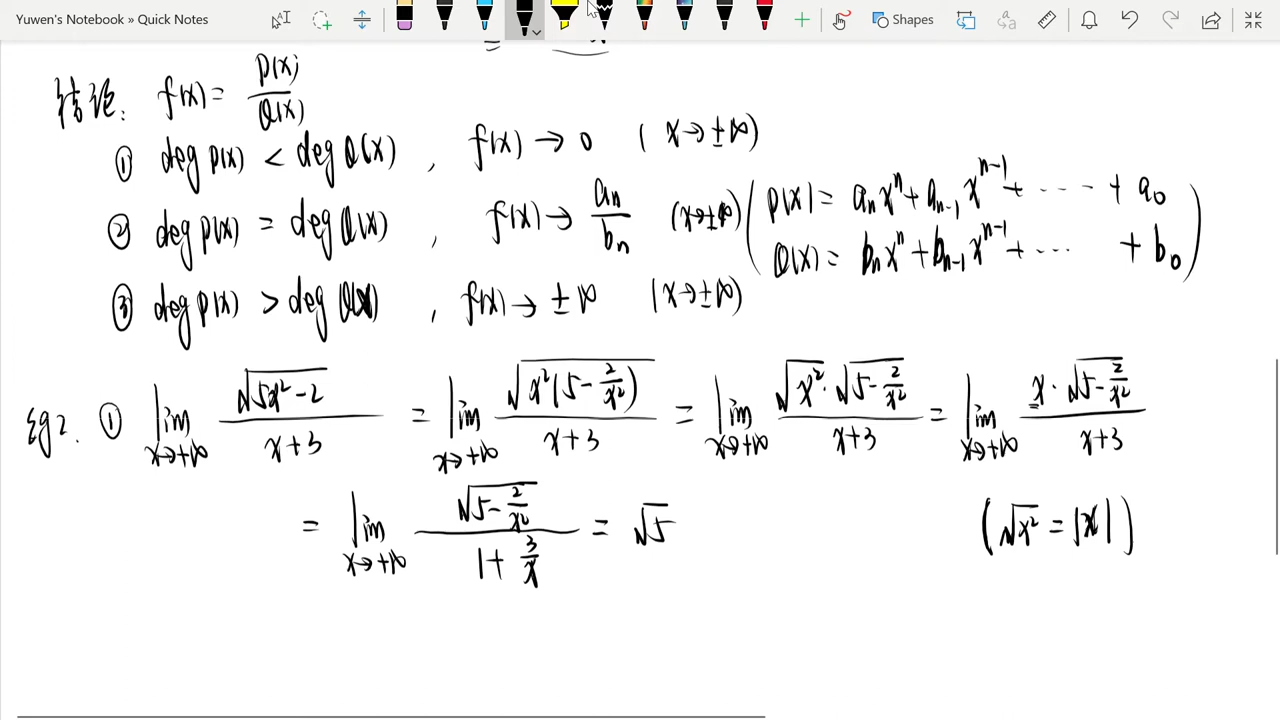 Yuwen's Notebook » Quick Notes
Shapes
结论: f(x) = P(x)/Q(x)
① deg P(x) < deg Q(x), f(x) → 0 (x→±∞)
② deg P(x) = deg Q(x), f(x) → aₙ/bₙ (x→±∞) (P(x) = aₙxⁿ + aₙ₋₁xⁿ⁻¹ + ⋯ + a₀
Q(x) = bₙxⁿ + bₙ₋₁xⁿ⁻¹ + ⋯ + b₀)
③ deg P(x) > deg Q(x), f(x) → ±∞ (x→±∞)
Eg2. ① lim_{x→+∞} √(5x²-2)/(x+3) = lim_{x→+∞} √(x²(5-2/x²))/(x+3) = lim_{x→+∞} √x²·√(5-2/x²)/(x+3) = lim_{x→+∞} x·√(5-2/x²)/(x+3)
= lim_{x→+∞} √(5-2/x²)/(1+3/x) = √5 (√x² = |x|)